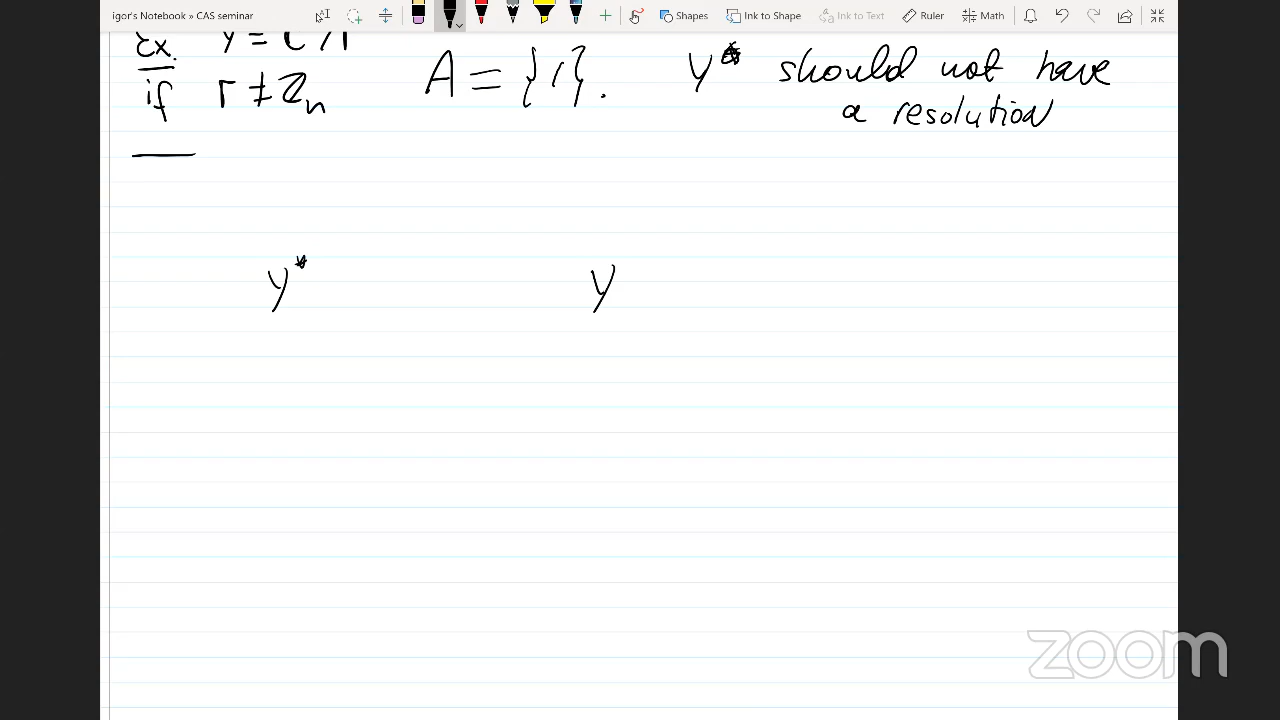 igor's Notebook » CAS seminar Shapes Ink to Shape Ink to Text Ruler Math
Ex.
if Γ ≠ ℤₙ A = {1}. Y* should not have
a resolution
Y* Y
zoom